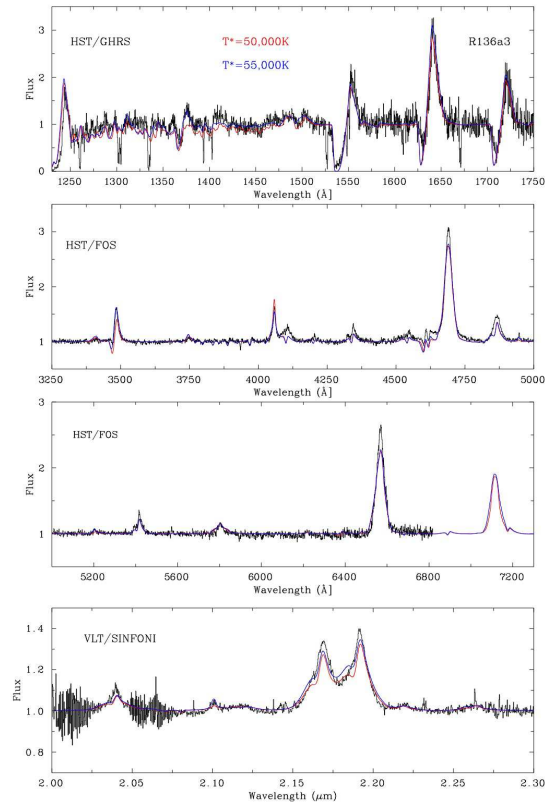 HST/GHRS
T*=50,000K
R136a3
T*=55,000K
Flux
3
2
1
0
1250 1300 1350 1400 1450 1500 1550 1600 1650 1700 1750
Wavelength [Å]
HST/FOS
Flux
3
2
1
3250 3500 3750 4000 4250 4500 4750 5000
Wavelength [Å]
HST/FOS
Flux
3
2
1
5200 5600 6000 6400 6800 7200
Wavelength [Å]
VLT/SINFONI
Flux
1.4
1.2
1.0
0.8
2.00 2.05 2.10 2.15 2.20 2.25 2.30
Wavelength (μm)